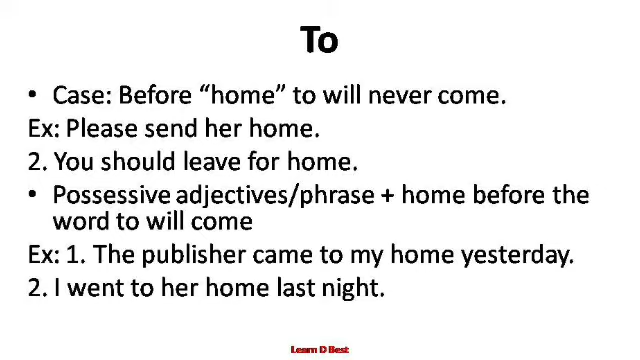 To
• Case: Before “home” to will never come.
Ex: Please send her home.
2. You should leave for home.
• Possessive adjectives/phrase + home before the
word to will come
Ex: 1. The publisher came to my home yesterday.
2. I went to her home last night.
Learn D Best